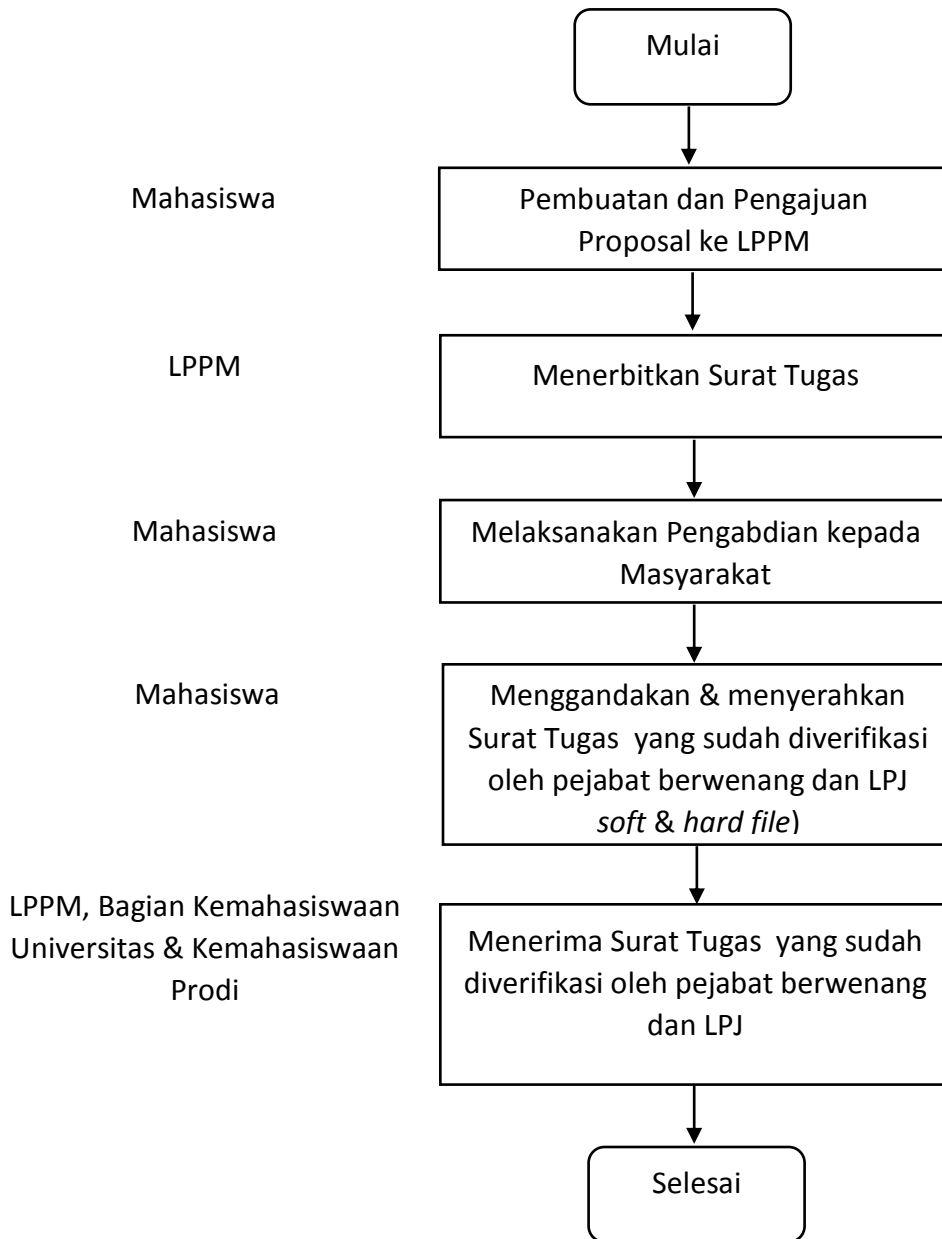 Mulai
Mahasiswa
Pembuatan dan Pengajuan
Proposal ke LPPM
LPPM
Menerbitkan Surat Tugas
Mahasiswa
Melaksanakan Pengabdian kepada
Masyarakat
Mahasiswa
Menggandakan & menyerahkan
Surat Tugas yang sudah diverifikasi
oleh pejabat berwenang dan LPJ
soft & hard file)
LPPM, Bagian Kemahasiswaan
Universitas & Kemahasiswaan
Prodi
Menerima Surat Tugas yang sudah
diverifikasi oleh pejabat berwenang
dan LPJ
Selesai